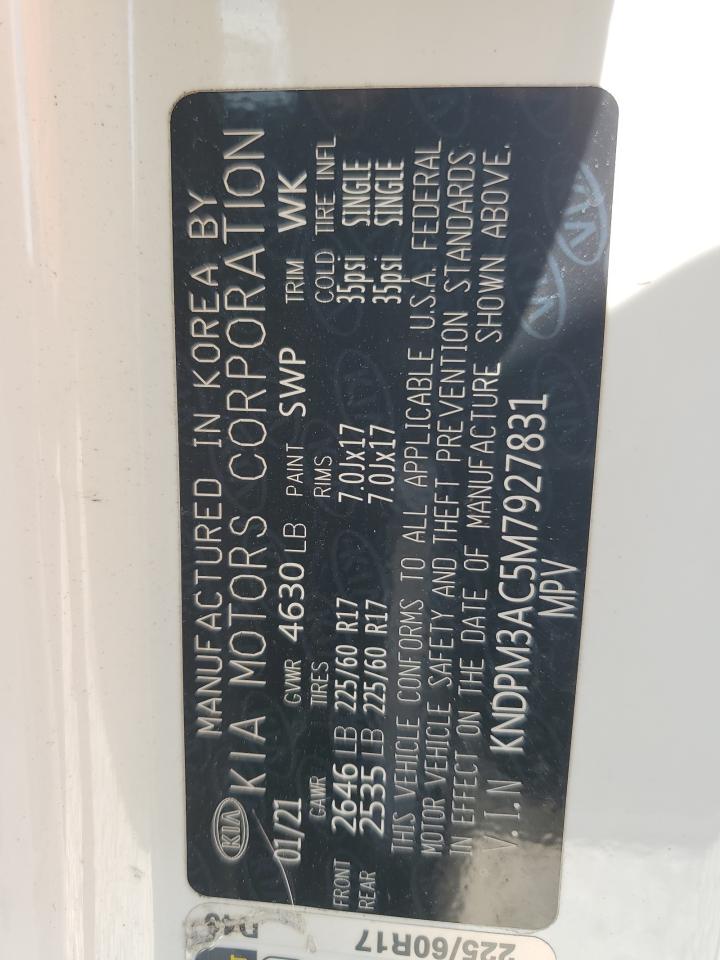 MANUFACTURED IN KOREA BY
KIA KIA MOTORS CORPORATION
01/21 GVWR 4630 LB PAINT SWP TRIM WK
GAWR TIRES RIMS COLD TIRE INFL
FRONT 2646 LB 225/60 R17 7.0Jx17 35psi SINGLE
REAR 2535 LB 225/60 R17 7.0Jx17 35psi SINGLE
THIS VEHICLE CONFORMS TO ALL APPLICABLE U.S.A. FEDERAL
MOTOR VEHICLE SAFETY AND THEFT PREVENTION STANDARDS
IN EFFECT ON THE DATE OF MANUFACTURE SHOWN ABOVE.
V.I.N KNDPM3AC5M7927831
MPV
225/60R17